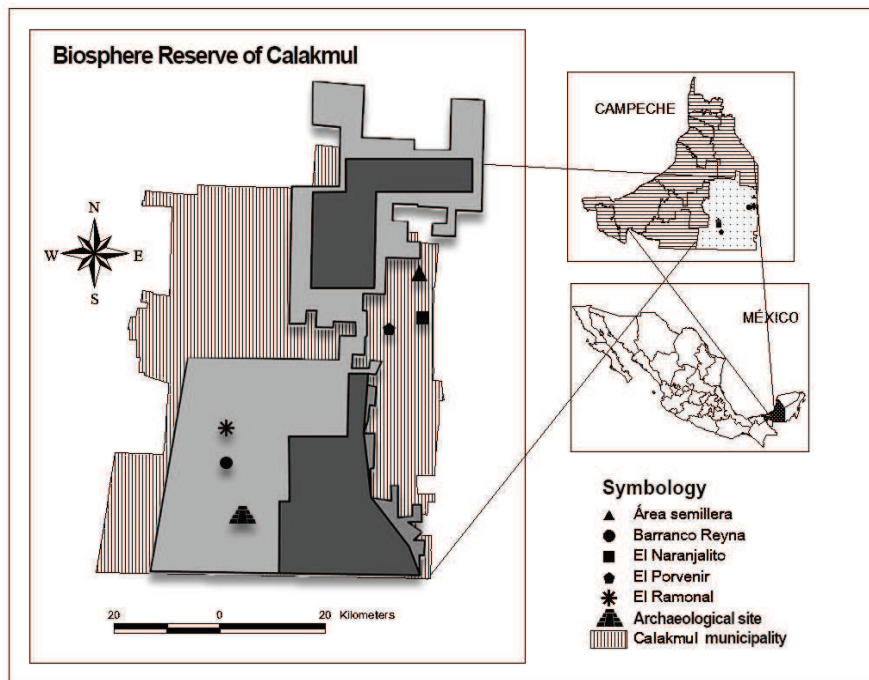 Biosphere Reserve of Calakmul
N
W E
S
20 0 20 Kilometers
CAMPECHE
MÉXICO
Symbology
Área semillera
Barranco Reyna
El Naranjalito
El Porvenir
El Ramonal
Archaeological site
Calakmul municipality